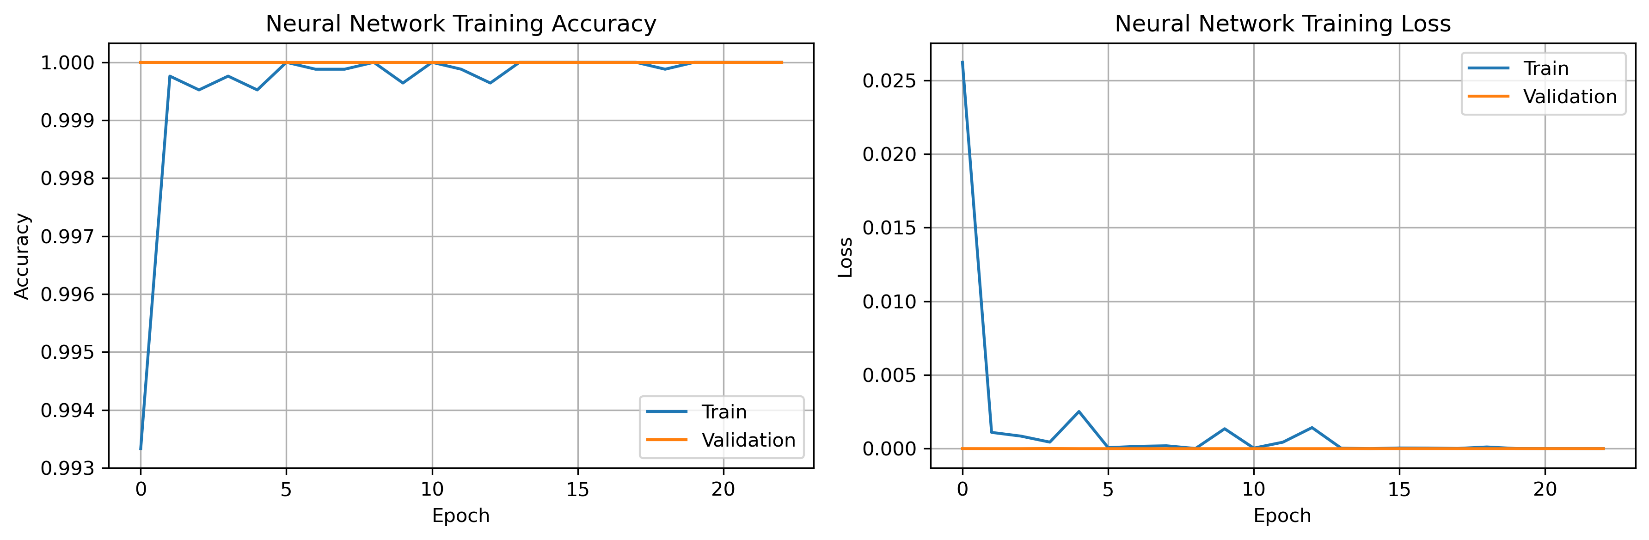 Neural Network Training Accuracy
1.000
0.999
0.998
0.997
0.996
0.995
0.994
0.993
Accuracy
0 5 10 15 20
Epoch
Train
Validation
Neural Network Training Loss
0.025
0.020
0.015
0.010
0.005
0.000
Loss
0 5 10 15 20
Epoch
Train
Validation